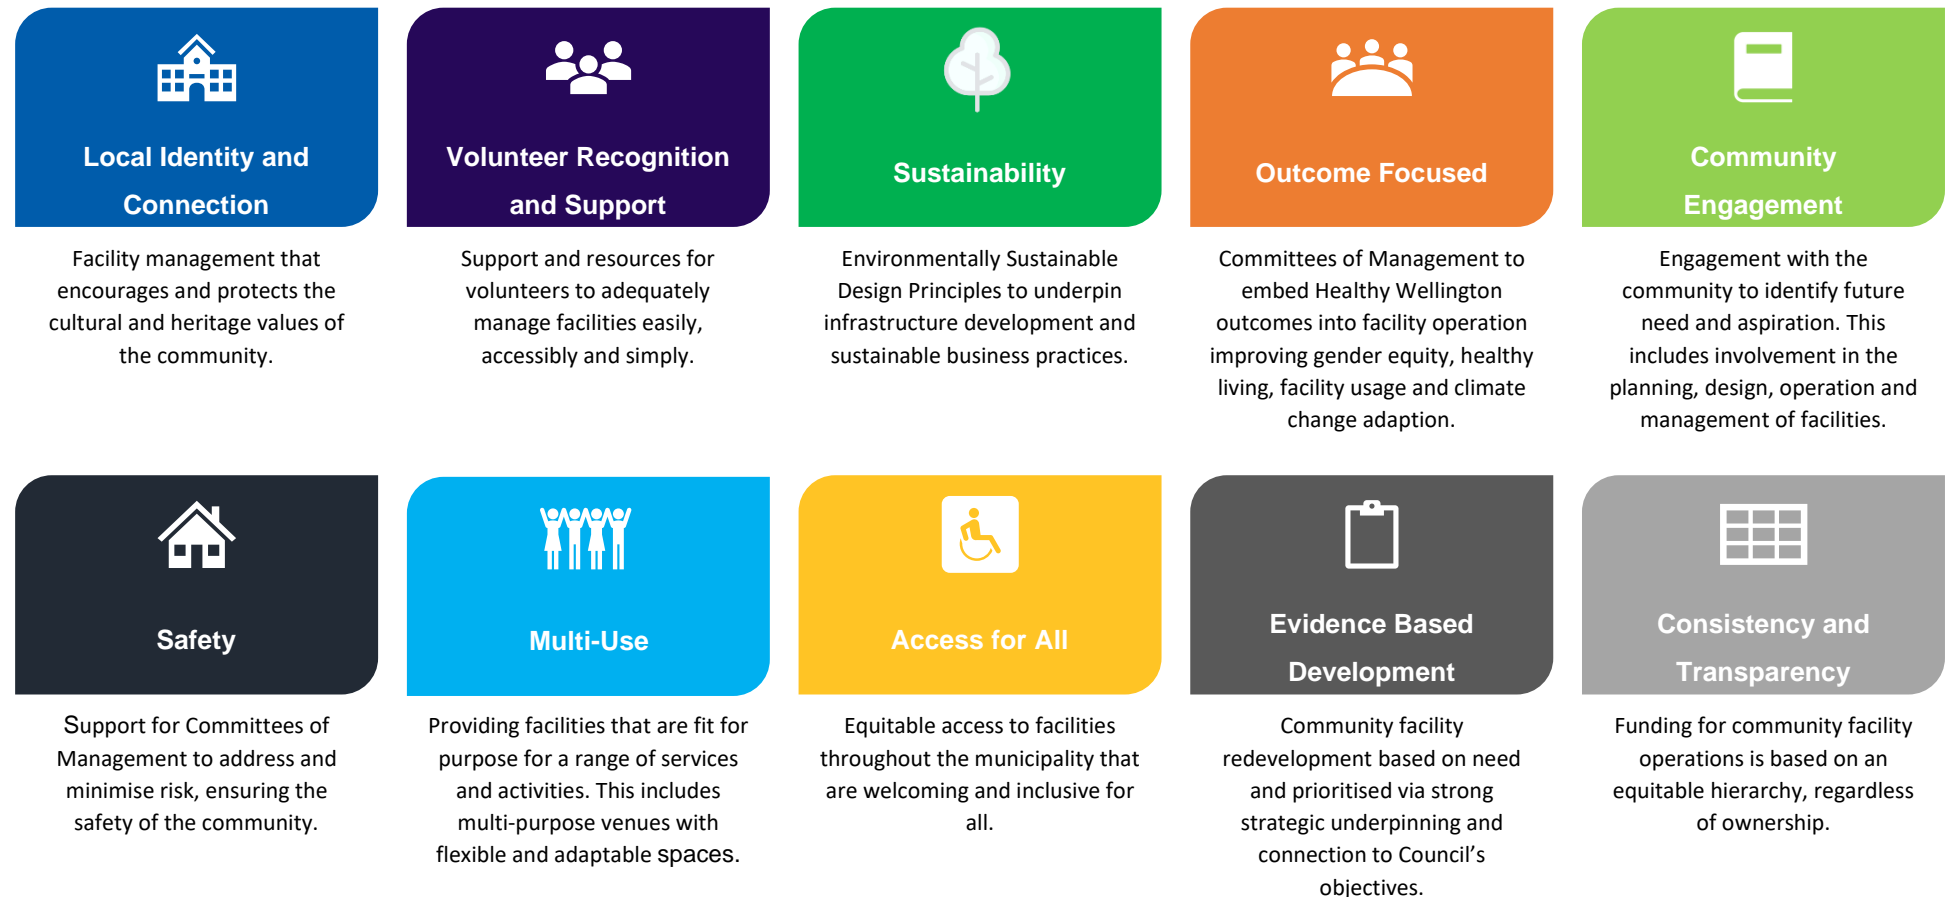 Local Identity and
Connection
Facility management that
encourages and protects the
cultural and heritage values of
the community.
Volunteer Recognition
and Support
Support and resources for
volunteers to adequately
manage facilities easily,
accessibly and simply.
Sustainability
Environmentally Sustainable
Design Principles to underpin
infrastructure development and
sustainable business practices.
Outcome Focused
Committees of Management to
embed Healthy Wellington
outcomes into facility operation
improving gender equity, healthy
living, facility usage and climate
change adaption.
Community
Engagement
Engagement with the
community to identify future
need and aspiration. This
includes involvement in the
planning, design, operation and
management of facilities.
Safety
Support for Committees of
Management to address and
minimise risk, ensuring the
safety of the community.
Multi-Use
Providing facilities that are fit for
purpose for a range of services
and activities. This includes
multi-purpose venues with
flexible and adaptable spaces.
Access for All
Equitable access to facilities
throughout the municipality that
are welcoming and inclusive for
all.
Evidence Based
Development
Community facility
redevelopment based on need
and prioritised via strong
strategic underpinning and
connection to Council’s
objectives.
Consistency and
Transparency
Funding for community facility
operations is based on an
equitable hierarchy, regardless
of ownership.